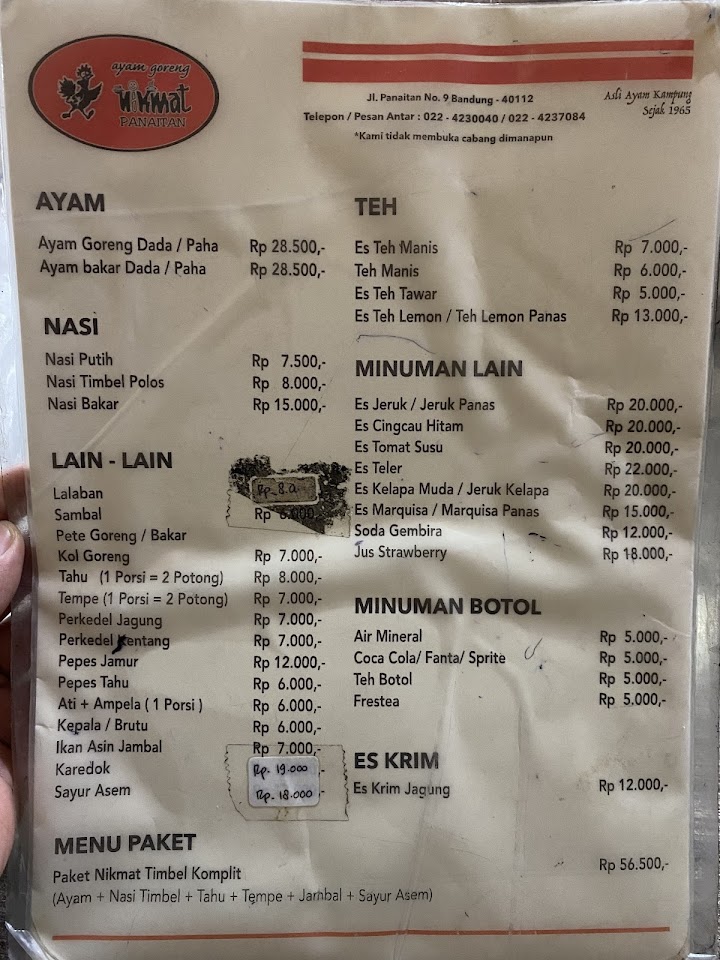 ayam goreng
nikmat
PANAITAN
Jl. Panaitan No. 9 Bandung - 40112
Telepon / Pesan Antar : 022 - 4230040 / 022 - 4237084
*Kami tidak membuka cabang dimanapun
Asli Ayam Kampung
Sejak 1965
AYAM
Ayam Goreng Dada / Paha Rp 28.500,-
Ayam bakar Dada / Paha Rp 28.500,-
NASI
Nasi Putih Rp 7.500,-
Nasi Timbel Polos Rp 8.000,-
Nasi Bakar Rp 15.000,-
LAIN - LAIN
Lalaban
Sambal Rp 6.000,-
Pete Goreng / Bakar
Kol Goreng Rp 7.000,-
Tahu (1 Porsi = 2 Potong) Rp 8.000,-
Tempe (1 Porsi = 2 Potong) Rp 7.000,-
Perkedel Jagung Rp 7.000,-
Perkedel Kentang Rp 7.000,-
Pepes Jamur Rp 12.000,-
Pepes Tahu Rp 6.000,-
Ati + Ampela ( 1 Porsi ) Rp 6.000,-
Kepala / Brutu Rp 6.000,-
Ikan Asin Jambal Rp 7.000,-
Karedok Rp. 19.000 ,-
Sayur Asem Rp. 18.000 ,-
TEH
Es Teh Manis Rp 7.000,-
Teh Manis Rp 6.000,-
Es Teh Tawar Rp 5.000,-
Es Teh Lemon / Teh Lemon Panas Rp 13.000,-
MINUMAN LAIN
Es Jeruk / Jeruk Panas Rp 20.000,-
Es Cingcau Hitam Rp 20.000,-
Es Tomat Susu Rp 20.000,-
Es Teler Rp 22.000,-
Es Kelapa Muda / Jeruk Kelapa Rp 20.000,-
Es Marquisa / Marquisa Panas Rp 15.000,-
Soda Gembira Rp 12.000,-
Jus Strawberry Rp 18.000,-
MINUMAN BOTOL
Air Mineral Rp 5.000,-
Coca Cola/ Fanta/ Sprite Rp 5.000,-
Teh Botol Rp 5.000,-
Frestea Rp 5.000,-
ES KRIM
Es Krim Jagung Rp 12.000,-
MENU PAKET
Paket Nikmat Timbel Komplit Rp 56.500,-
(Ayam + Nasi Timbel + Tahu + Tempe + Jambal + Sayur Asem)